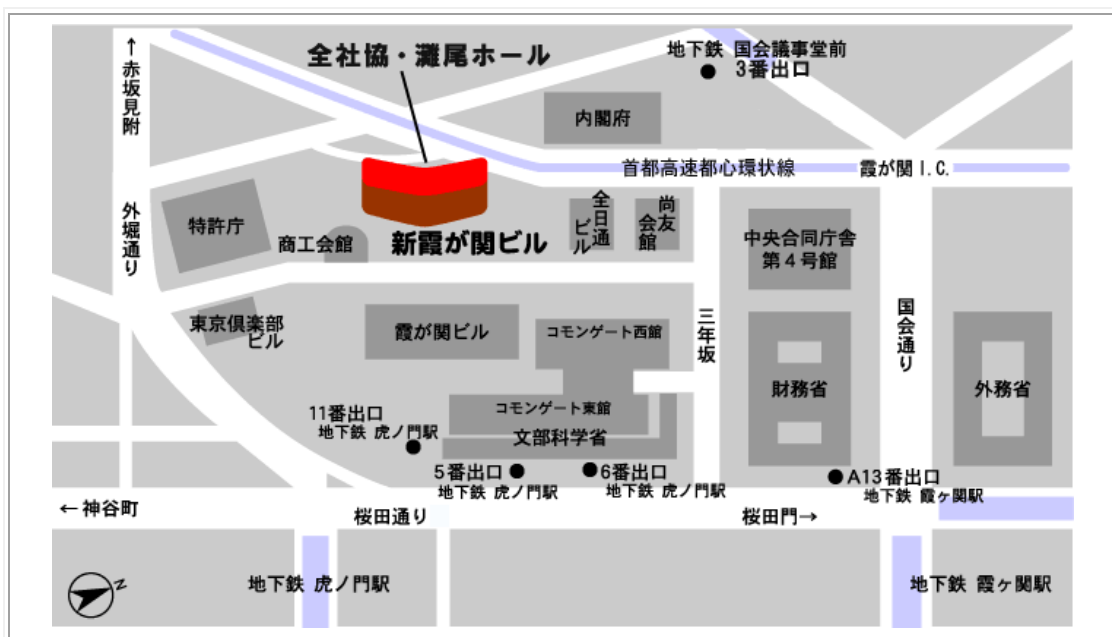 全社協・灘尾ホール
地下鉄 国会議事堂前
3番出口
↑赤坂見附
内閣府
首都高速都心環状線
霞が関 I.C.
外堀通り
特許庁
商工会館
新霞が関ビル
全日通
ビル
尚友
会館
中央合同庁舎
第4号館
東京倶楽部
ビル
霞が関ビル
コモンゲート西館
三年坂
国会通り
財務省
外務省
コモンゲート東館
文部科学省
11番出口
地下鉄 虎ノ門駅
5番出口
地下鉄 虎ノ門駅
6番出口
地下鉄 虎ノ門駅
A13番出口
地下鉄 霞ヶ関駅
←神谷町
桜田通り
桜田門→
地下鉄 虎ノ門駅
地下鉄 霞ヶ関駅
N